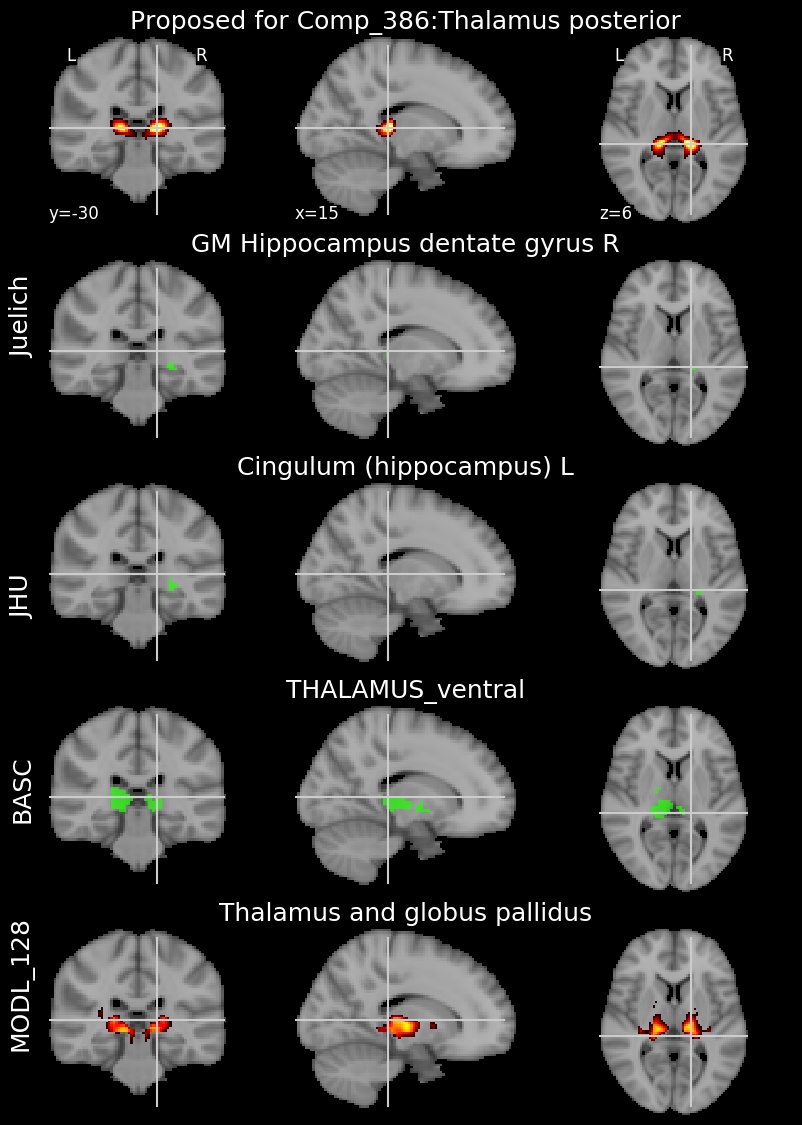 Proposed for Comp_386:Thalamus posterior
L R L R
y=-30 x=15 z=6
GM Hippocampus dentate gyrus R
Juelich
Cingulum (hippocampus) L
JHU
THALAMUS_ventral
BASC
Thalamus and globus pallidus
MODL_128